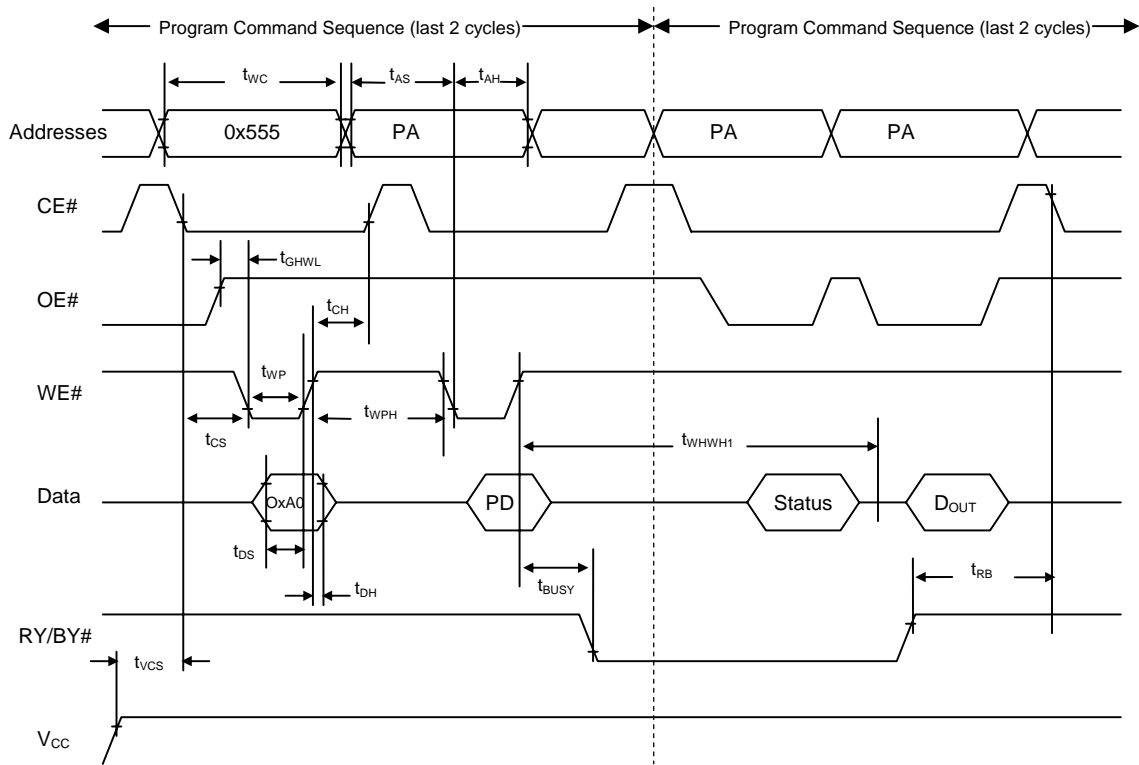 Program Command Sequence (last 2 cycles) Program Command Sequence (last 2 cycles)
tWC tAS tAH
Addresses 0x555 PA PA PA
CE#
tGHWL
OE#
tCH
WE# tWP
tWPH
tCS tWHWH1
Data OxA0 PD Status DOUT
tDS
tDH tBUSY tRB
RY/BY#
tVCS
VCC